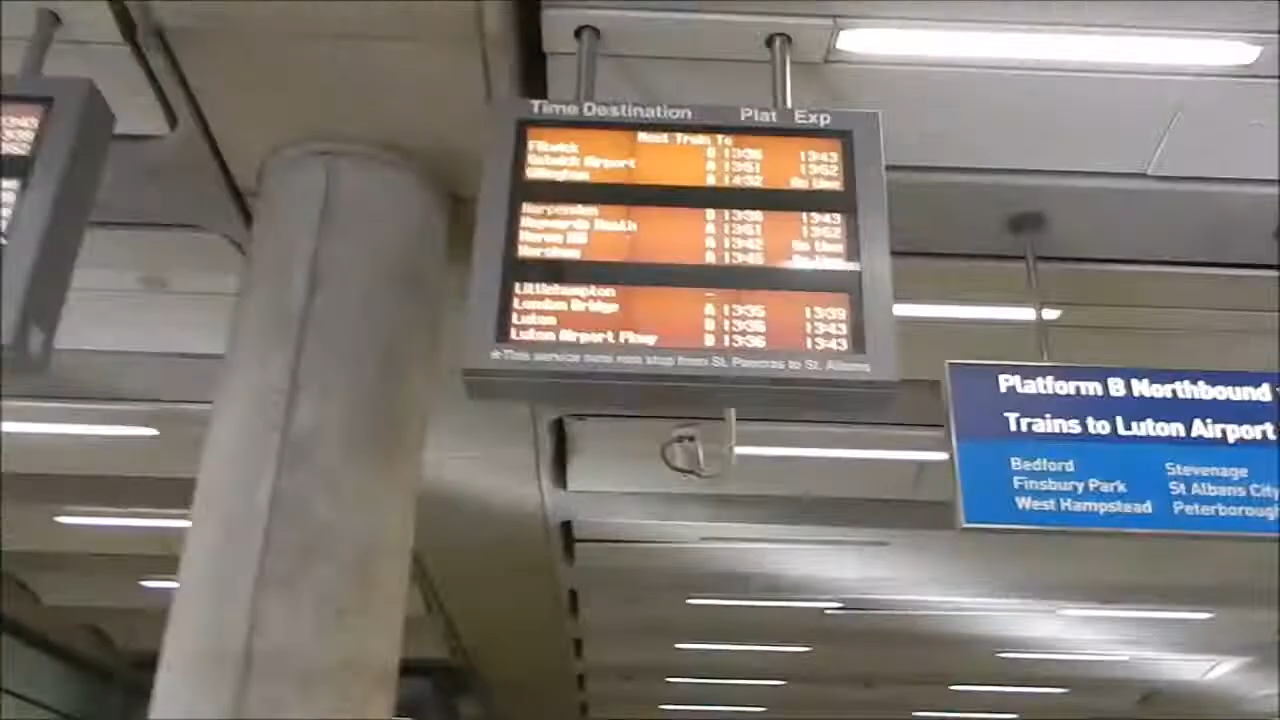 Time Destination Plat Exp
Next Train To
Flitwick B 13:36 13:43
Gatwick Airport A 13:51 13:52
Gillingham A On time
Harpenden B 13:36 13:43
Haywards Heath A 13:51 13:52
Herne Hill A 13:42 On time
Horsham A 13:45 On time
Littlehampton –
London Bridge A 13:35 13:39
Luton B 13:36 13:43
Luton Airport Pkwy B 13:36 13:43
*This service runs non stop from St. Pancras to St. Albans
Platform B Northbound
Trains to Luton Airport
Bedford Stevenage
Finsbury Park St Albans City
West Hampstead Peterborough